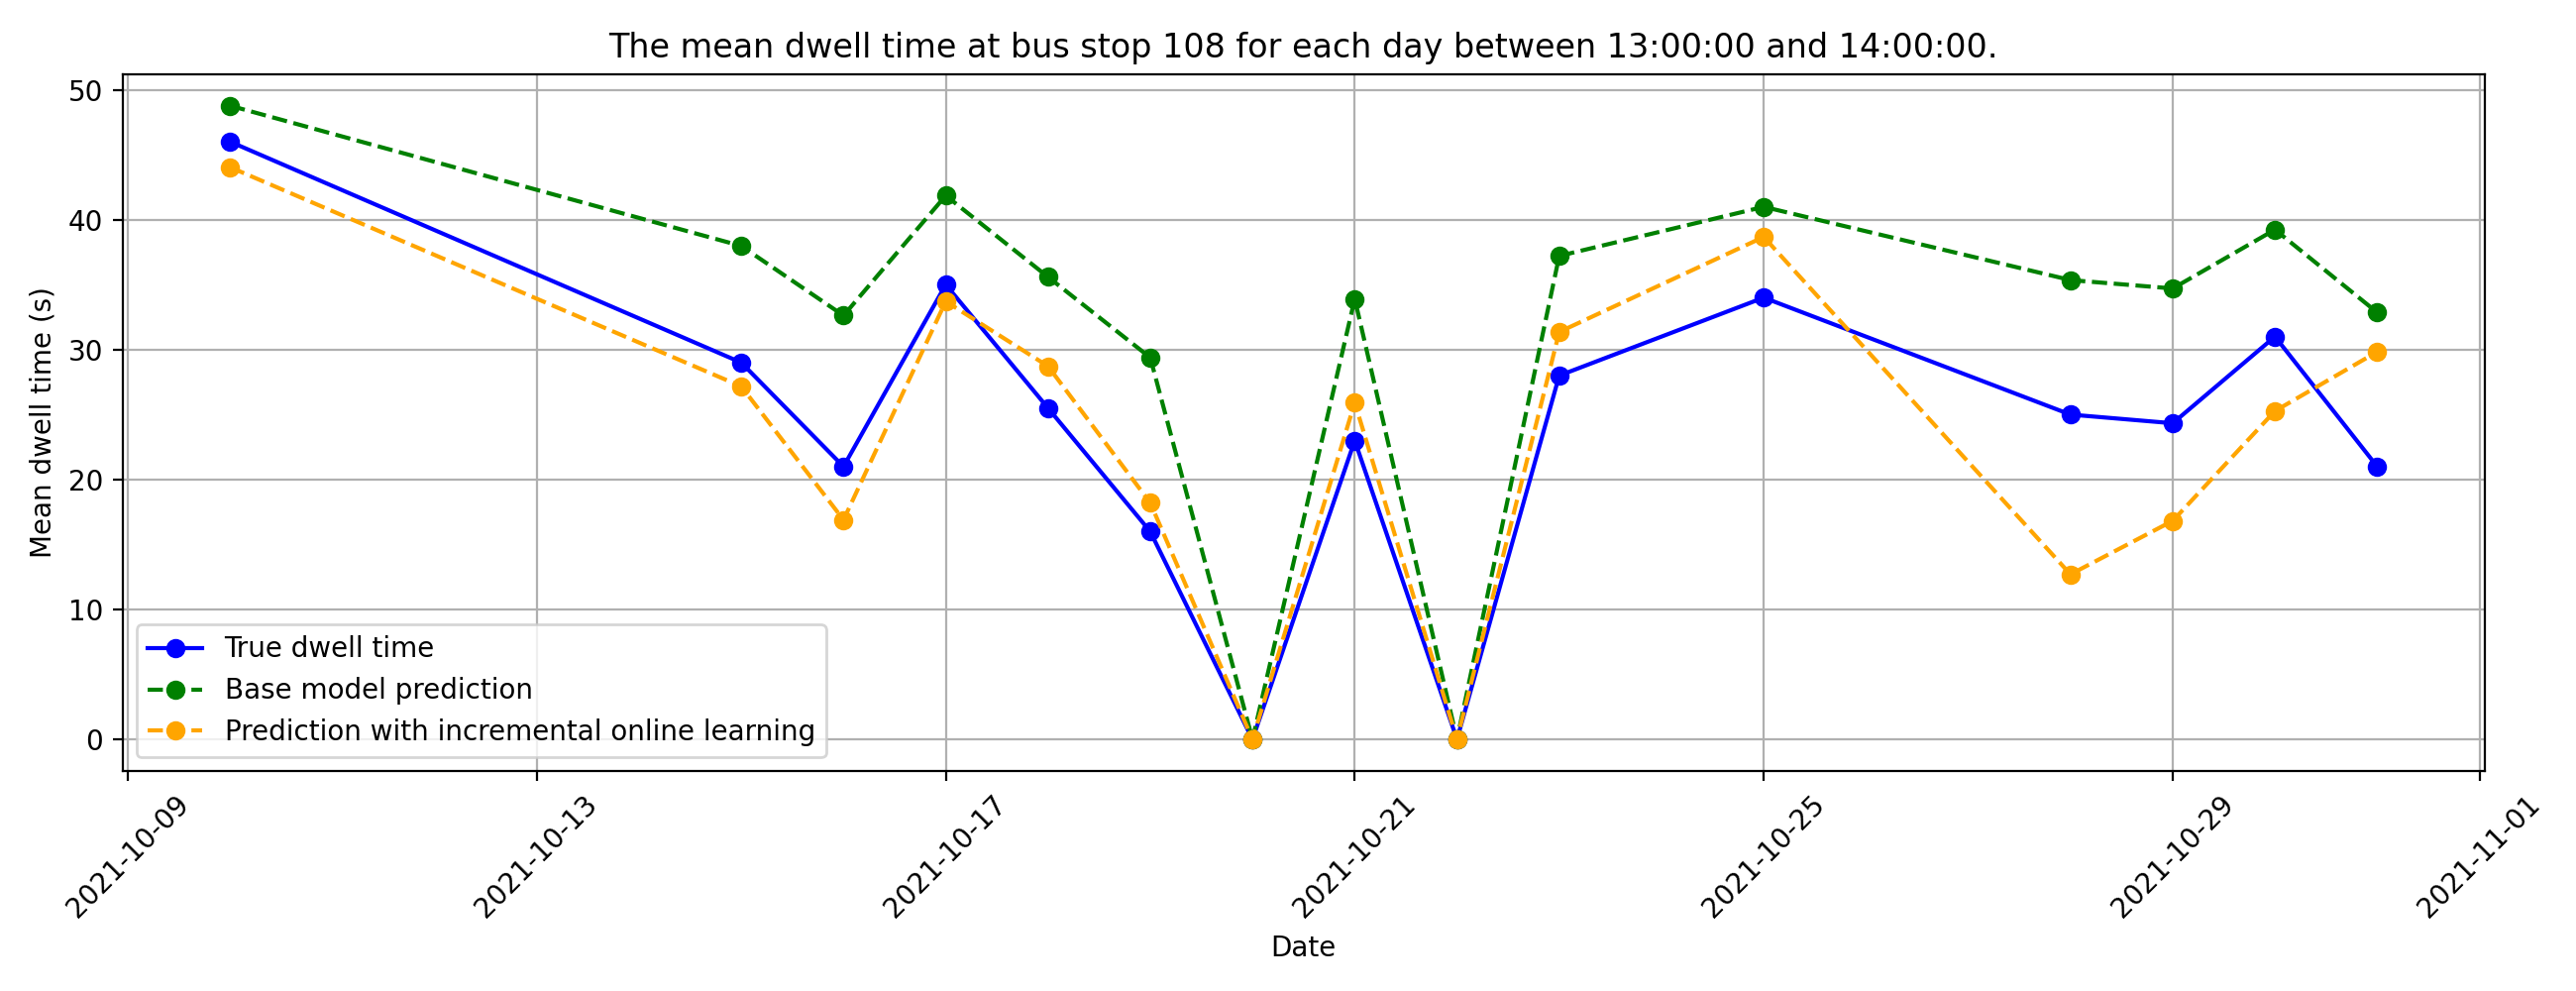 The mean dwell time at bus stop 108 for each day between 13:00:00 and 14:00:00.
Mean dwell time (s)
50
40
30
20
10
0
True dwell time
Base model prediction
Prediction with incremental online learning
2021-10-09
2021-10-13
2021-10-17
2021-10-21
2021-10-25
2021-10-29
2021-11-01
Date